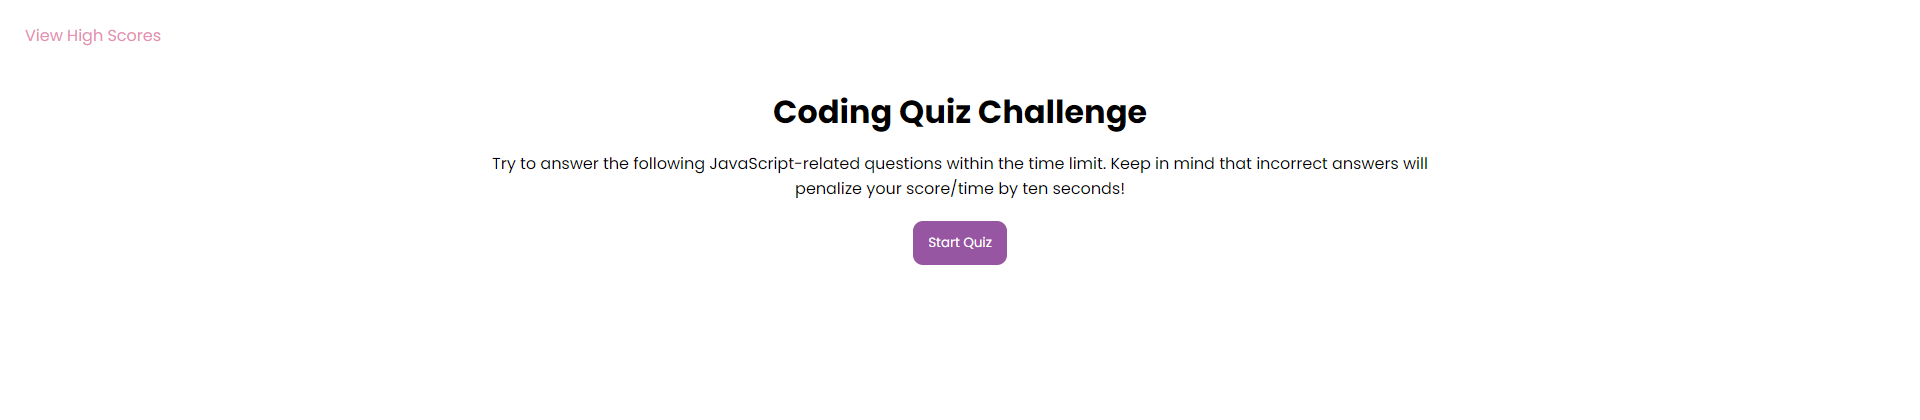 View High Scores
Coding Quiz Challenge
Try to answer the following JavaScript-related questions within the time limit. Keep in mind that incorrect answers will
penalize your score/time by ten seconds!
Start Quiz